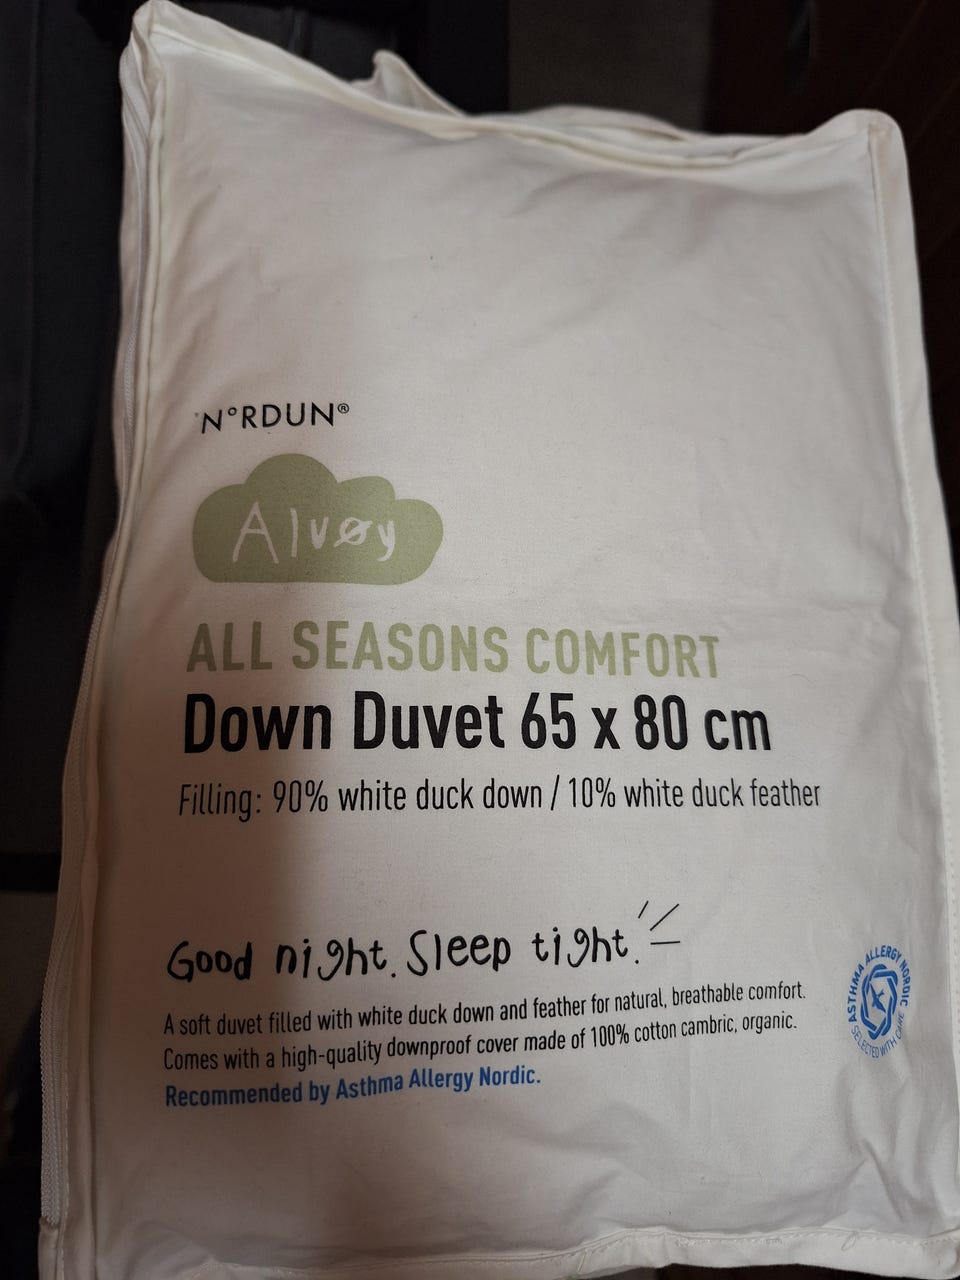 N°RDUN®
Alvøy
ALL SEASONS COMFORT
Down Duvet 65 x 80 cm
Filling: 90% white duck down / 10% white duck feather
Good night. Sleep tight.
A soft duvet filled with white duck down and feather for natural, breathable comfort.
Comes with a high-quality downproof cover made of 100% cotton cambric, organic.
Recommended by Asthma Allergy Nordic.
ASTHMA ALLERGY NORDIC
SELECTED WITH CARE